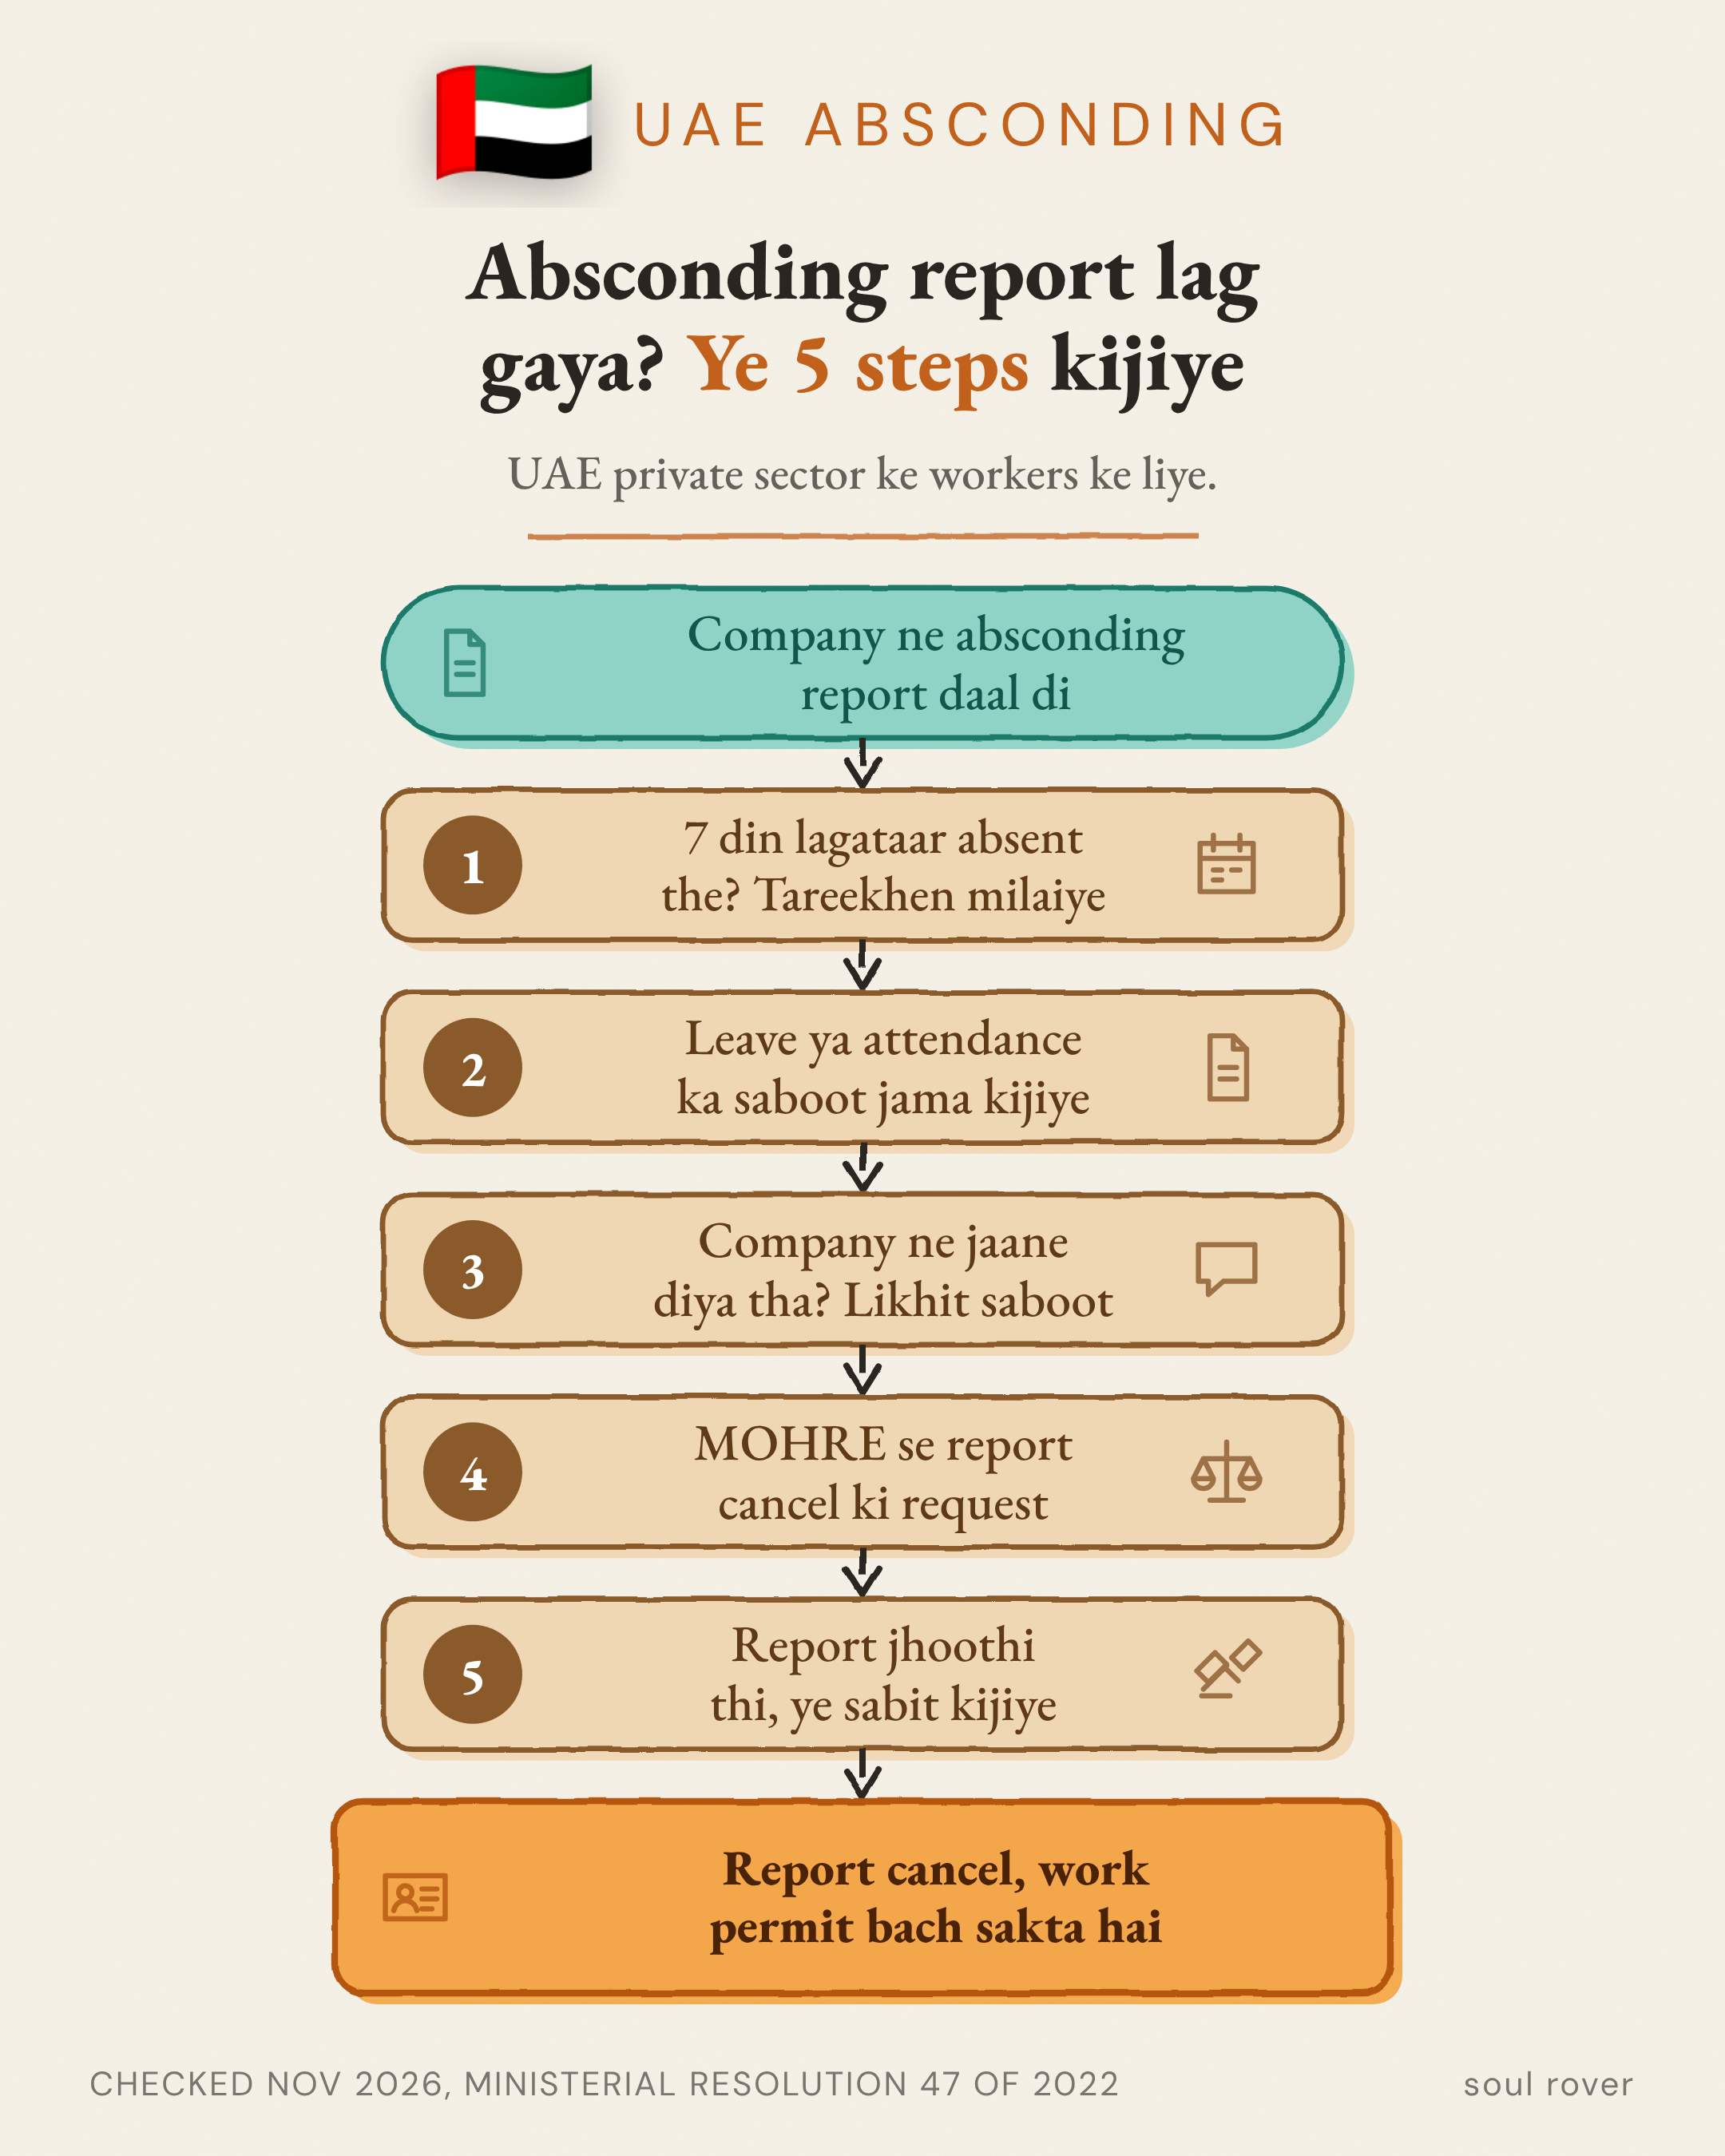 UAE ABSCONDING
Absconding report lag
gaya? Ye 5 steps kijiye
UAE private sector ke workers ke liye.
Company ne absconding
report daal di
1
7 din lagataar absent
the? Tareekhen milaiye
2
Leave ya attendance
ka saboot jama kijiye
3
Company ne jaane
diya tha? Likhit saboot
4
MOHRE se report
cancel ki request
5
Report jhoothi
thi, ye sabit kijiye
Report cancel, work
permit bach sakta hai
CHECKED NOV 2026, MINISTERIAL RESOLUTION 47 OF 2022
soul rover